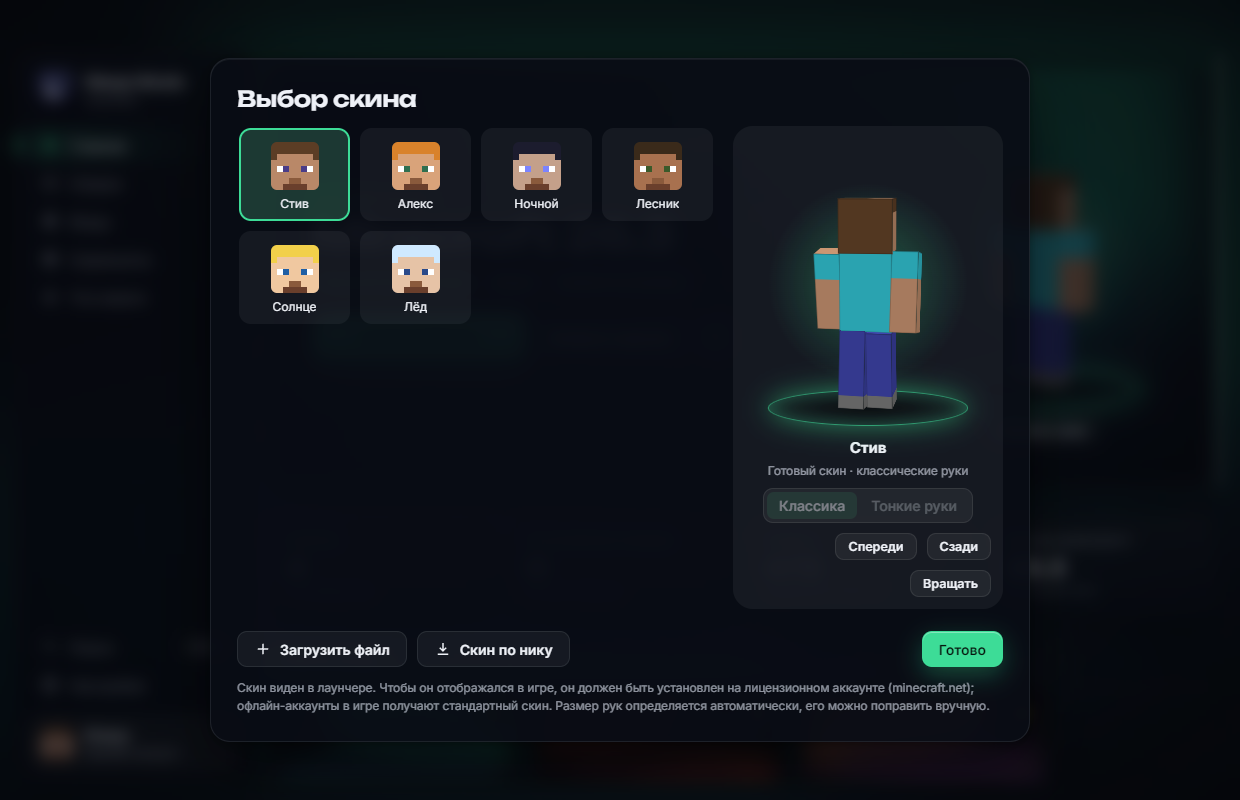 Выбор скина
Стив
Алекс
Ночной
Лесник
Солнце
Лёд
Стив
Готовый скин · классические руки
Классика
Тонкие руки
Спереди
Сзади
Вращать
Загрузить файл
Скин по нику
Готово
Скин виден в лаунчере. Чтобы он отображался в игре, он должен быть установлен на лицензионном аккаунте (minecraft.net);
офлайн-аккаунты в игре получают стандартный скин. Размер рук определяется автоматически, его можно поправить вручную.